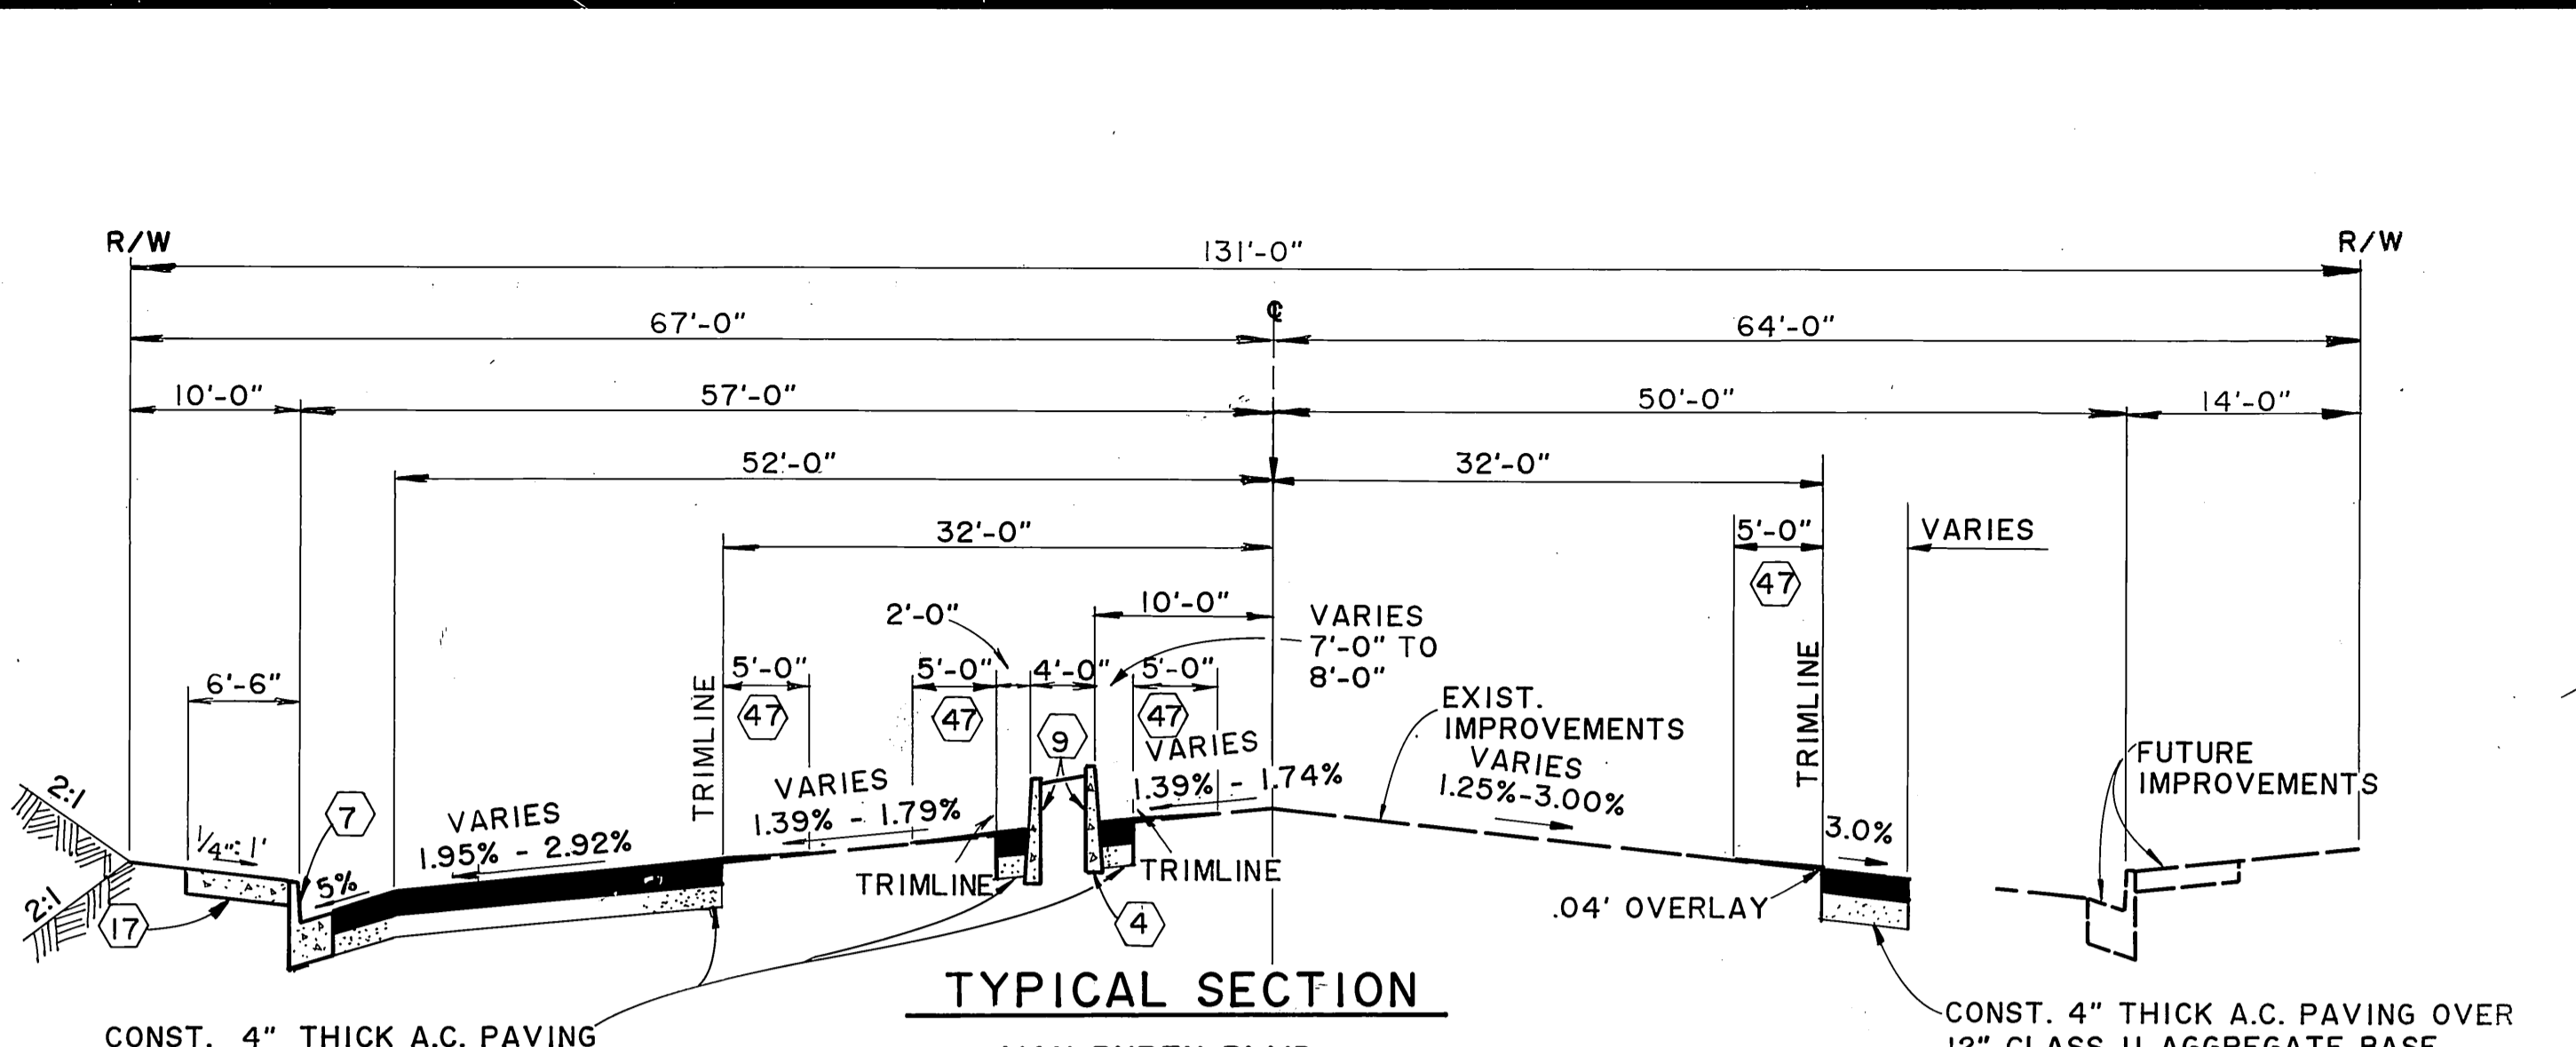 R/W
R/W
131'-0"
℄
67'-0"
64'-0"
10'-0"
57'-0"
50'-0"
14'-0"
52'-0"
32'-0"
32'-0"
5'-0"
VARIES
47
2'-0"
10'-0"
VARIES
7'-0" TO
8'-0"
6'-6"
TRIMLINE
5'-0"
47
5'-0"
47
4'-0"
5'-0"
47
9
VARIES
1.39% - 1.74%
EXIST.
IMPROVEMENTS
VARIES
1.25%-3.00%
TRIMLINE
3.0%
FUTURE
IMPROVEMENTS
2:1
2:1
1/4":1'
7
5%
17
VARIES
1.95% - 2.92%
VARIES
1.39% - 1.79%
TRIMLINE
TRIMLINE
4
.04' OVERLAY
TYPICAL SECTION
CONST. 4" THICK A.C. PAVING
CONST. 4" THICK A.C. PAVING OVER
12" CLASS II AGGREGATE BASE